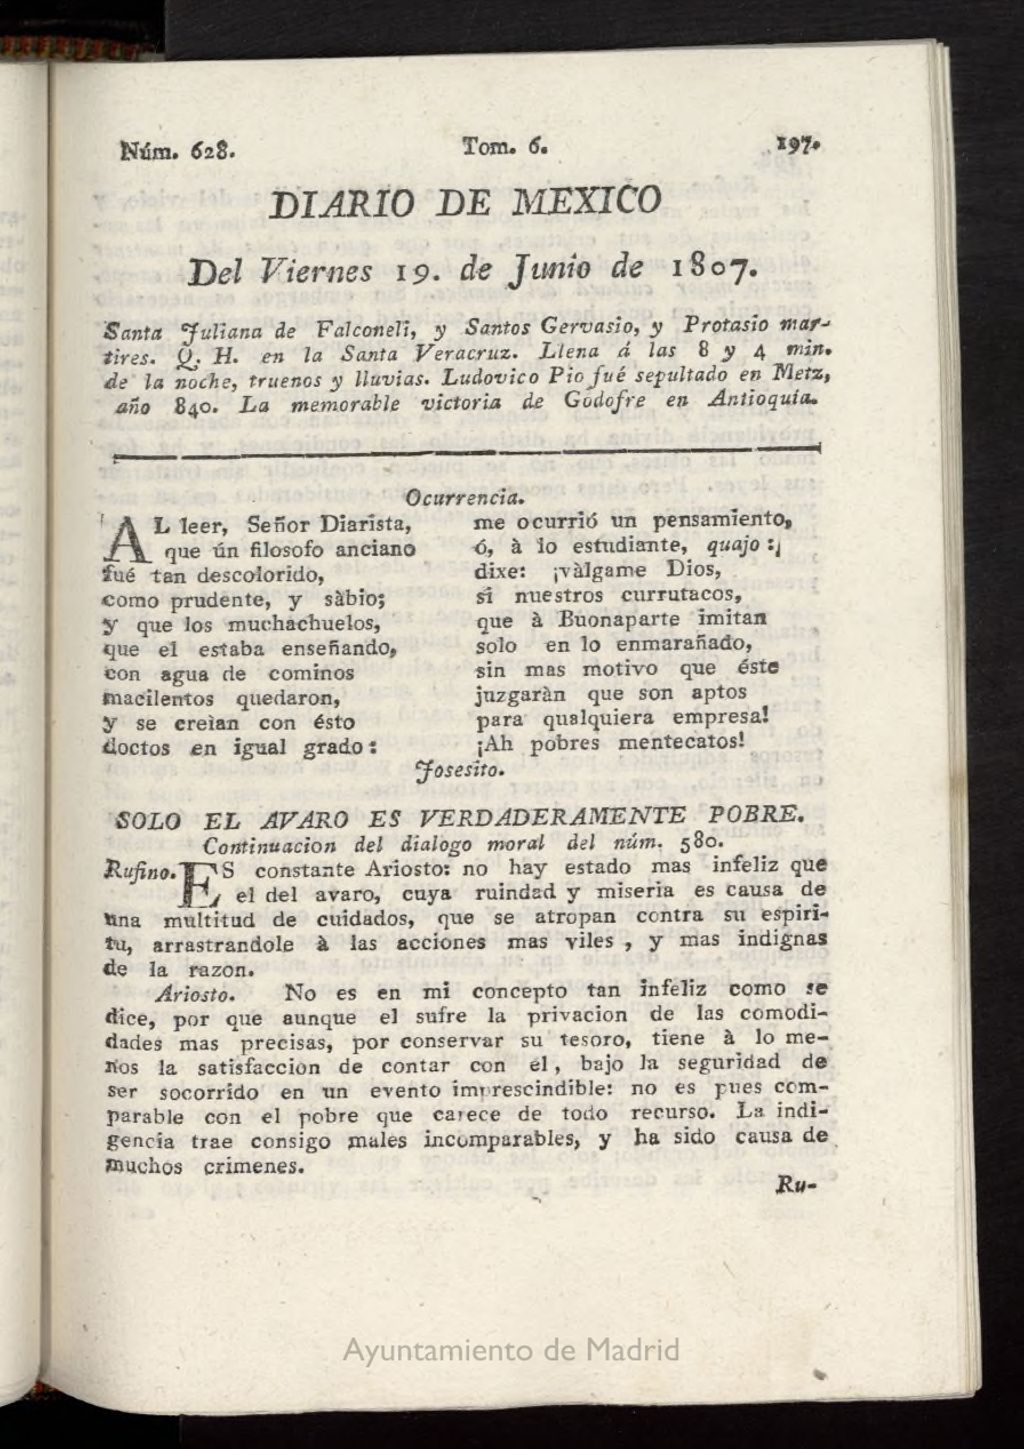 Núm. 628. Tom. 6. 197.
DIARIO DE MEXICO
Del Viernes 19. de Junio de 1807.
Santa Juliana de Falconeli, y Santos Gervasio, y Protasio mar-
tires. Q. H. en la Santa Veracruz. Llena á las 8 y 4 min.
de la noche, truenos y lluvias. Ludovico Pio fué sepultado en Metz,
año 840. La memorable victoria de Godofre en Antioquia.
Ocurrencia.
AL leer, Señor Diarista,
que ún filosofo anciano
fué tan descolorido,
como prudente, y sàbio;
y que los muchachuelos,
que el estaba enseñando,
con agua de cominos
macilentos quedaron,
y se creian con ésto
doctos en igual grado:
me ocurrió un pensamiento,
ó, à lo estudiante, quajo:
dixe: ¡vàlgame Dios,
si nuestros currutacos,
que à Buonaparte imitan
solo en lo enmarañado,
sin mas motivo que éste
juzgaràn que son aptos
para qualquiera empresa!
¡Ah pobres mentecatos!
Josesito.
SOLO EL AVARO ES VERDADERAMENTE POBRE.
Continuacion del dialogo moral del núm. 580.
Rufino. ES constante Ariosto: no hay estado mas infeliz que
el del avaro, cuya ruindad y miseria es causa de
una multitud de cuidados, que se atropan contra su espiri-
tu, arrastrandole à las acciones mas viles, y mas indignas
de la razon.
Ariosto. No es en mi concepto tan infeliz como se
dice, por que aunque el sufre la privacion de las comodi-
dades mas precisas, por conservar su tesoro, tiene à lo me-
nos la satisfaccion de contar con él, bajo la seguridad de
ser socorrido en un evento imprescindible: no es pues com-
parable con el pobre que carece de todo recurso. La indi-
gencia trae consigo males incomparables, y ha sido causa de
muchos crimenes.
Ru-
Ayuntamiento de Madrid